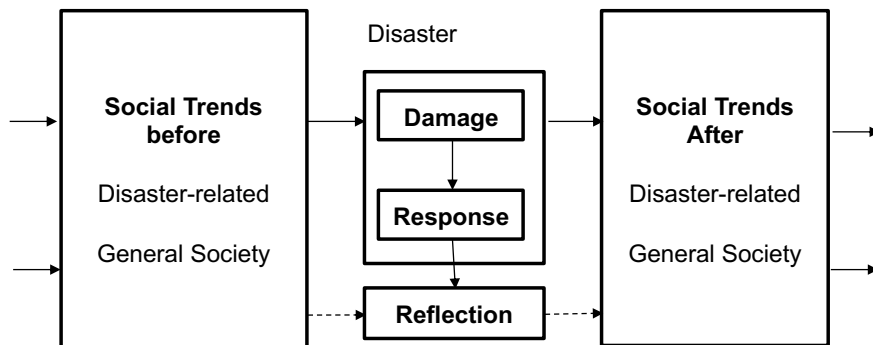 Social Trends
before
Disaster-related
General Society
Disaster
Damage
Response
Reflection
Social Trends
After
Disaster-related
General Society